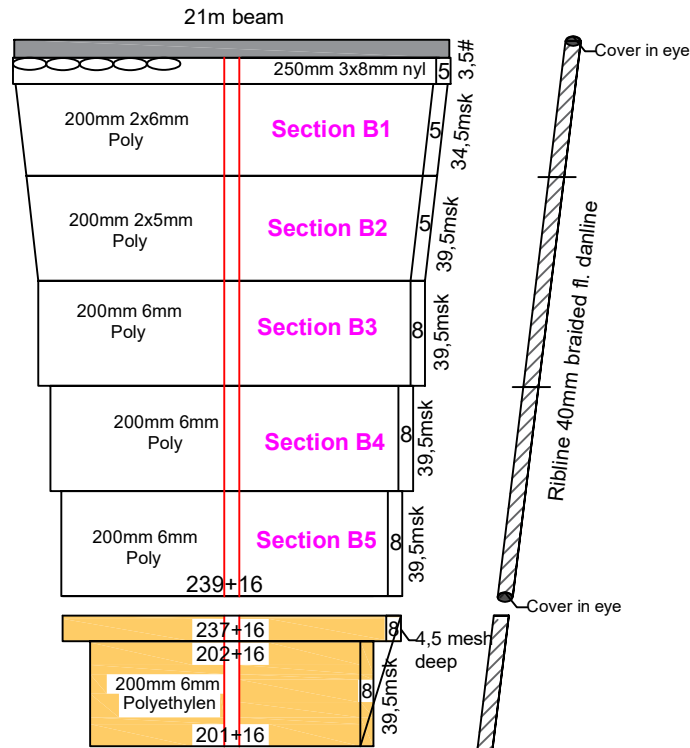 21m beam
Cover in eye
250mm 3x8mm nyl
5
3,5#
200mm 2x6mm
Poly
Section B1
5
34,5msk
200mm 2x5mm
Poly
Section B2
5
39,5msk
Ribline 40mm braided fl. danline
200mm 6mm
Poly
Section B3
8
39,5msk
200mm 6mm
Poly
Section B4
8
39,5msk
200mm 6mm
Poly
Section B5
8
39,5msk
239+16
Cover in eye
237+16
8
4,5 mesh
deep
202+16
200mm 6mm
Polyethylen
8
39,5msk
201+16